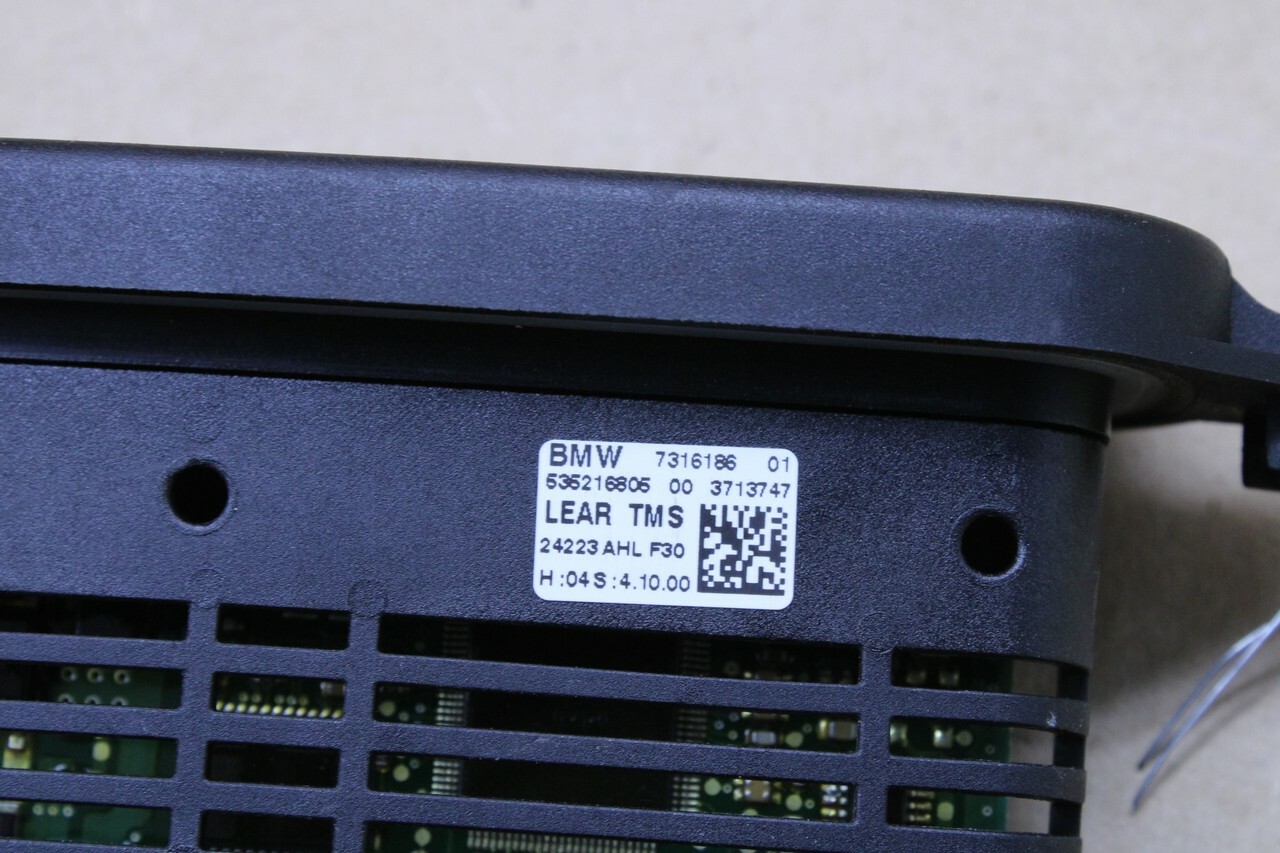 BMW 7316186 01
535216805 00 3713747
LEAR TMS
24223 AHL F30
H :04 S : 4.10.00